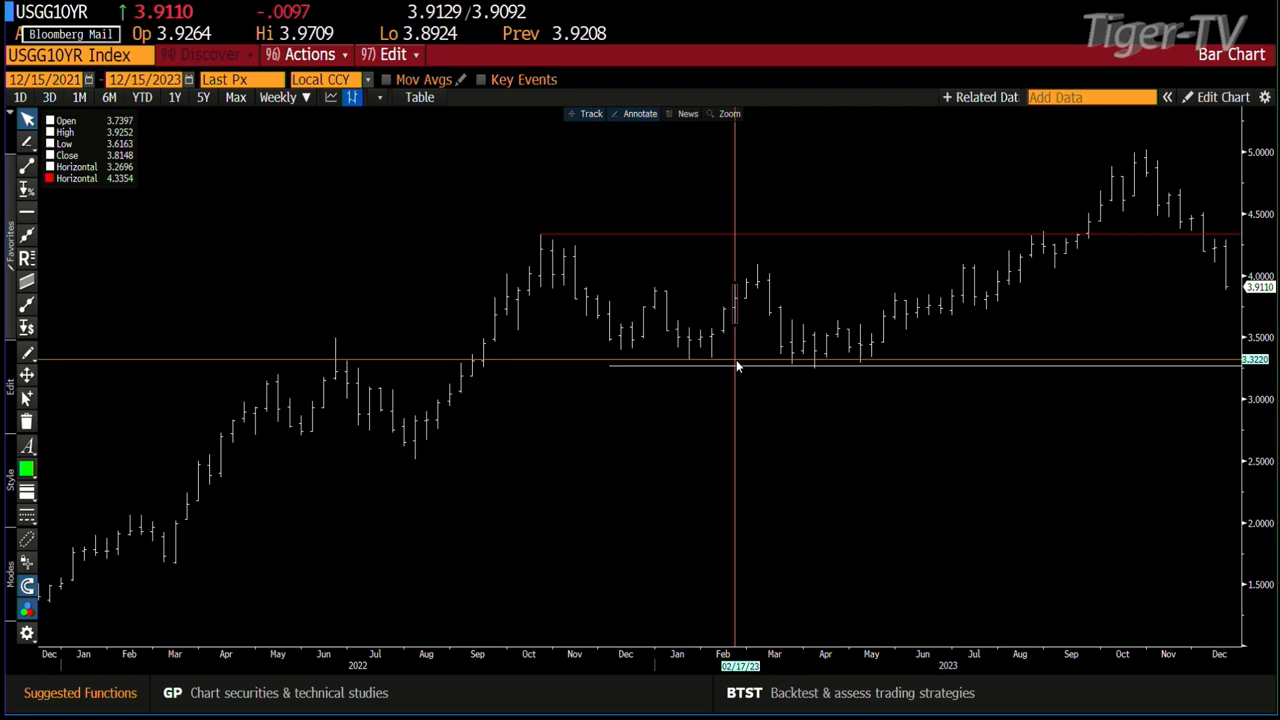 USGG10YR ↑ 3.9110 -.0097 3.9129/3.9092
A Bloomberg Mail Op 3.9264 Hi 3.9709 Lo 3.8924 Prev 3.9208
Tiger-TV
USGG10YR Index 94) Discover 96) Actions 97) Edit Bar Chart
12/15/2021 - 12/15/2023 Last Px Local CCY Mov Avgs Key Events
1D 3D 1M 6M YTD 1Y 5Y Max Weekly ▼ Table + Related Dat Add Data « Edit Chart
Track Annotate News Zoom
Open 3.7397
High 3.9252
Low 3.6163
Close 3.8148
Horizontal 3.2696
Horizontal 4.3354
5.0000
4.5000
4.0000
3.9110
3.5000
3.3220
3.0000
2.5000
2.0000
1.5000
Favorites
Edit
Style
Modes
Dec Jan Feb Mar Apr May Jun Jul Aug Sep Oct Nov Dec Jan Feb Mar Apr May Jun Jul Aug Sep Oct Nov Dec
2022 02/17/23 2023
Suggested Functions GP Chart securities & technical studies BTST Backtest & assess trading strategies